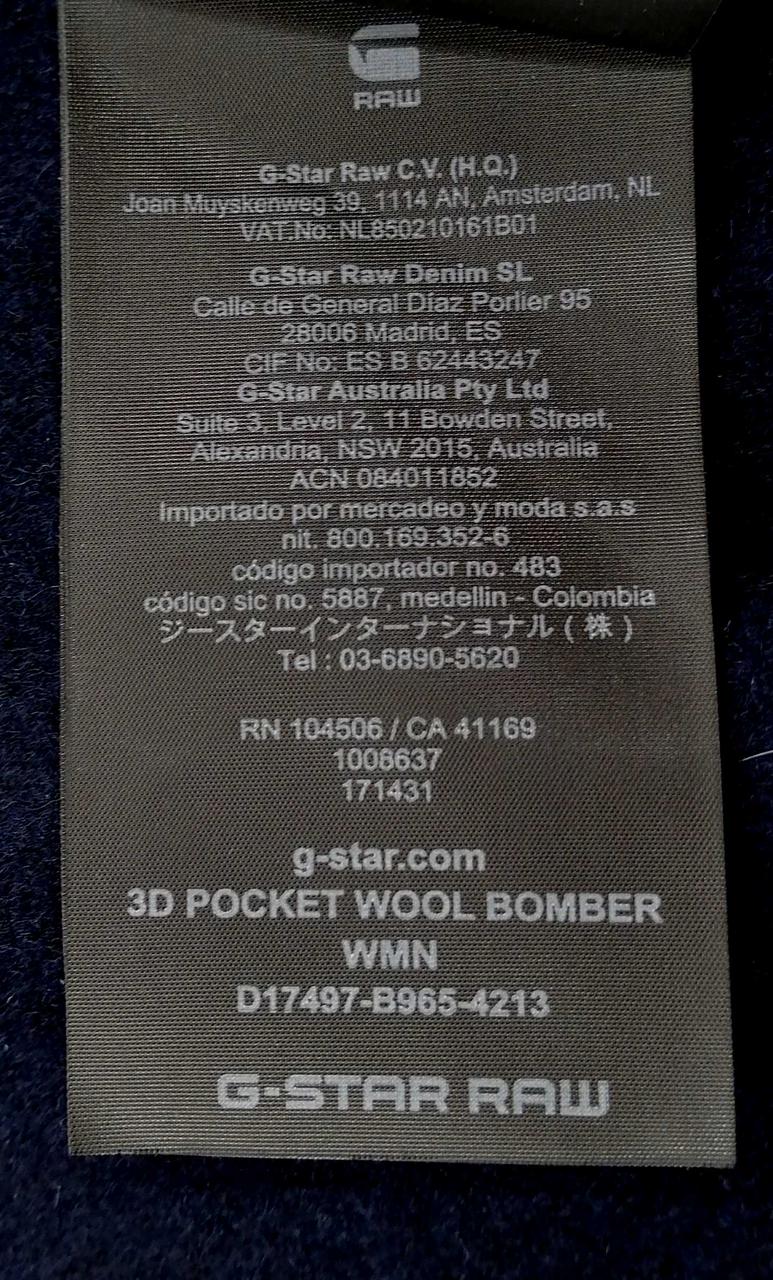 G
RAW
G-Star Raw C.V. (H.Q.)
Joan Muyskenweg 39, 1114 AN, Amsterdam, NL
VAT.No: NL850210161B01
G-Star Raw Denim SL
Calle de General Díaz Porlier 95
28006 Madrid, ES
CIF No: ES B 62443247
G-Star Australia Pty Ltd
Suite 3, Level 2, 11 Bowden Street,
Alexandria, NSW 2015, Australia
ACN 084011852
Importado por mercadeo y moda s.a.s
nit. 800.169.352-6
código importador no. 483
código sic no. 5887, medellin - Colombia
ジースターインターナショナル ( 株 )
Tel : 03-6890-5620
RN 104506 / CA 41169
1008637
171431
g-star.com
3D POCKET WOOL BOMBER
WMN
D17497-B965-4213
G-STAR RAW